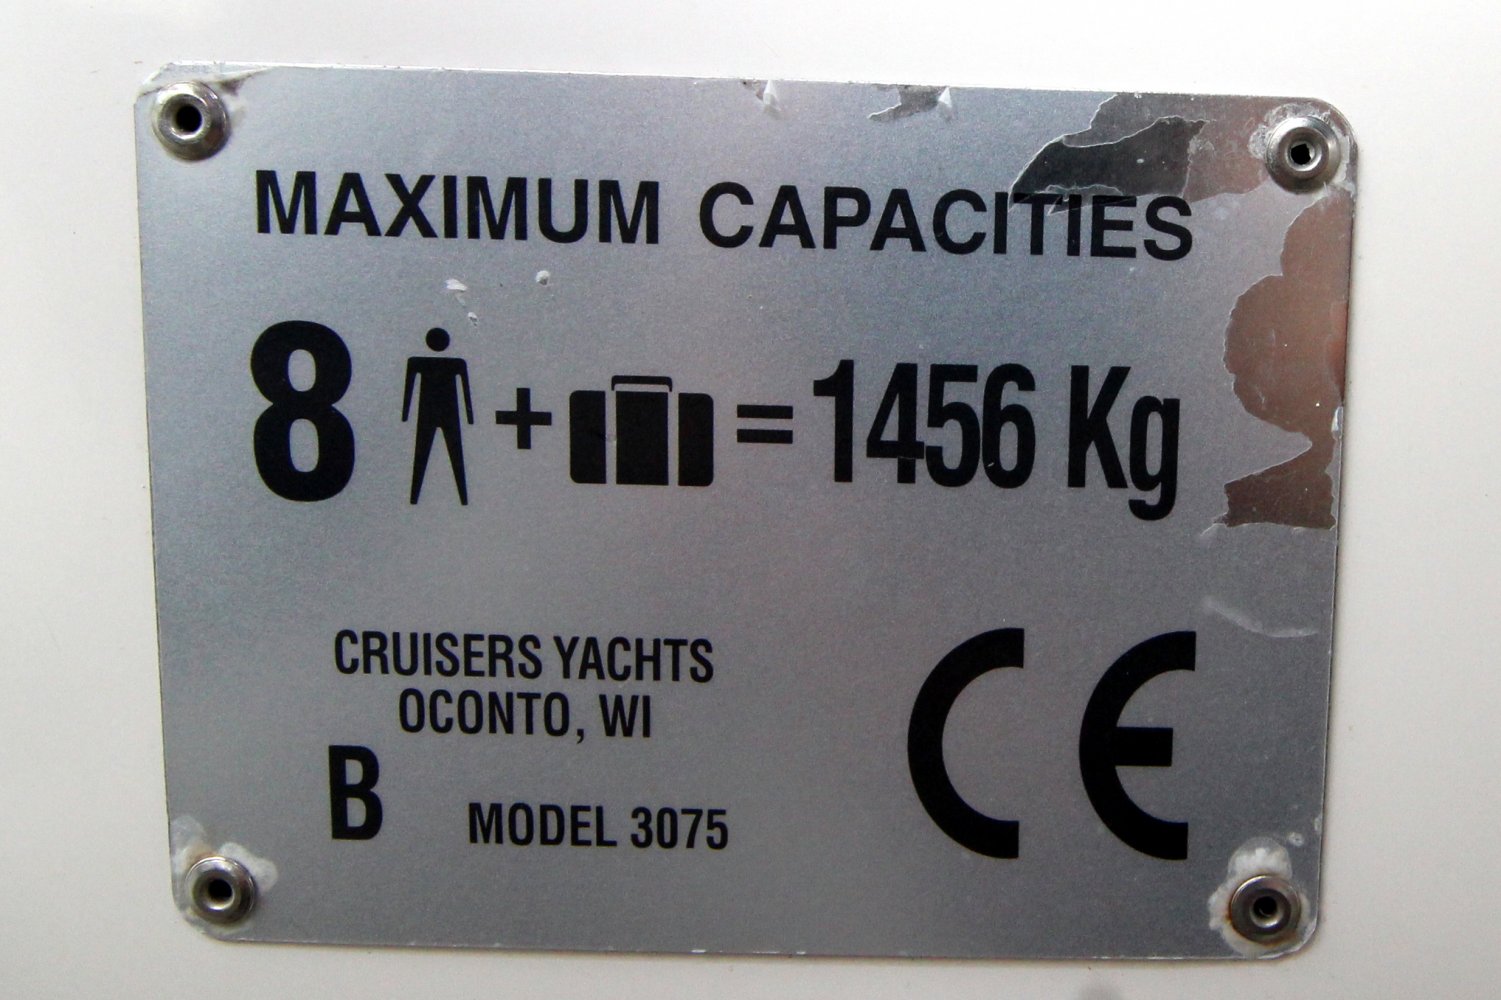 MAXIMUM CAPACITIES
8 + = 1456 Kg
CRUISERS YACHTS
OCONTO, WI
B MODEL 3075
CE